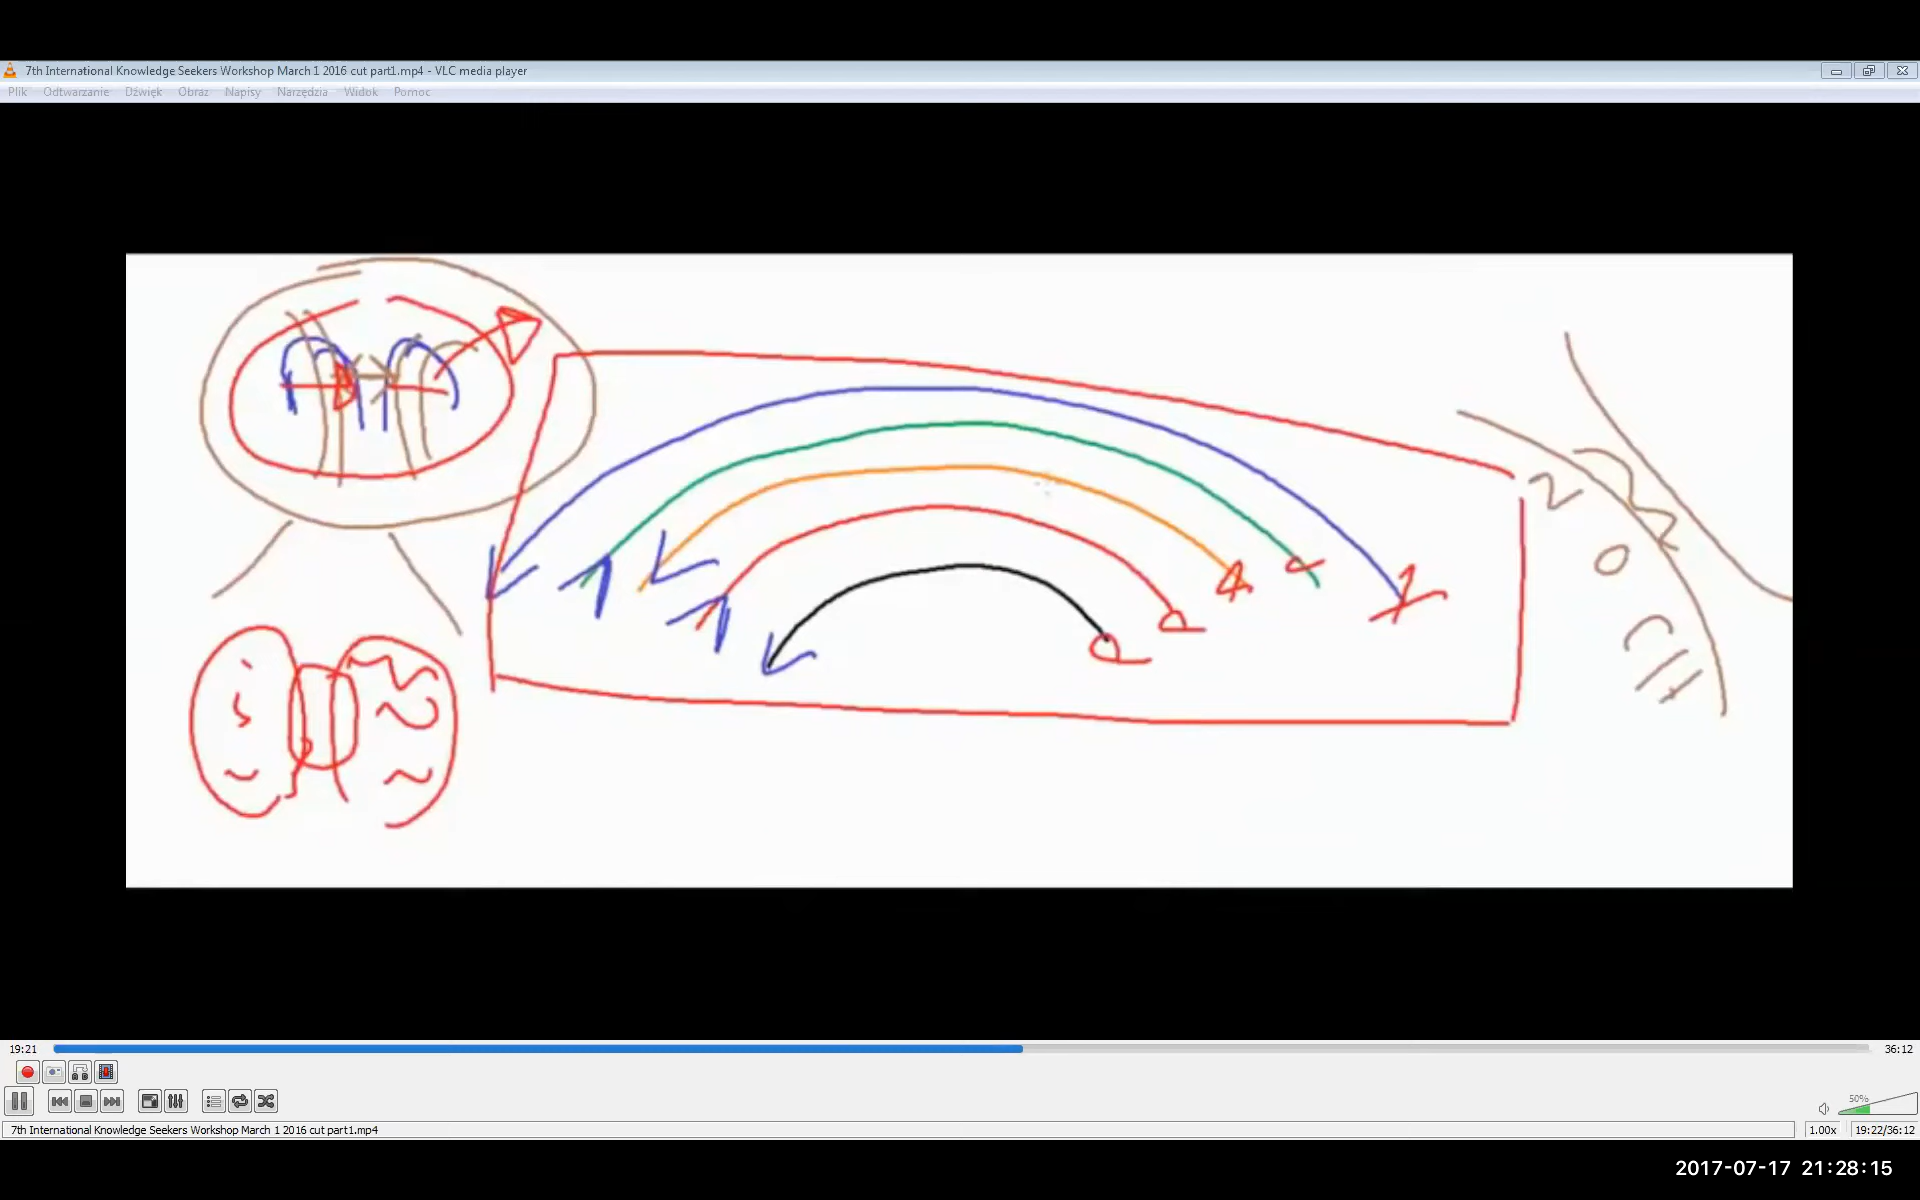 7th International Knowledge Seekers Workshop March 1 2016 cut part1.mp4 - VLC media player
Plik Odtwarzanie Dźwięk Obraz Napisy Narzędzia Widok Pomoc
19:21
36:12
50%
7th International Knowledge Seekers Workshop March 1 2016 cut part1.mp4
1.00x
19:22/36:12
2017-07-17 21:28:15